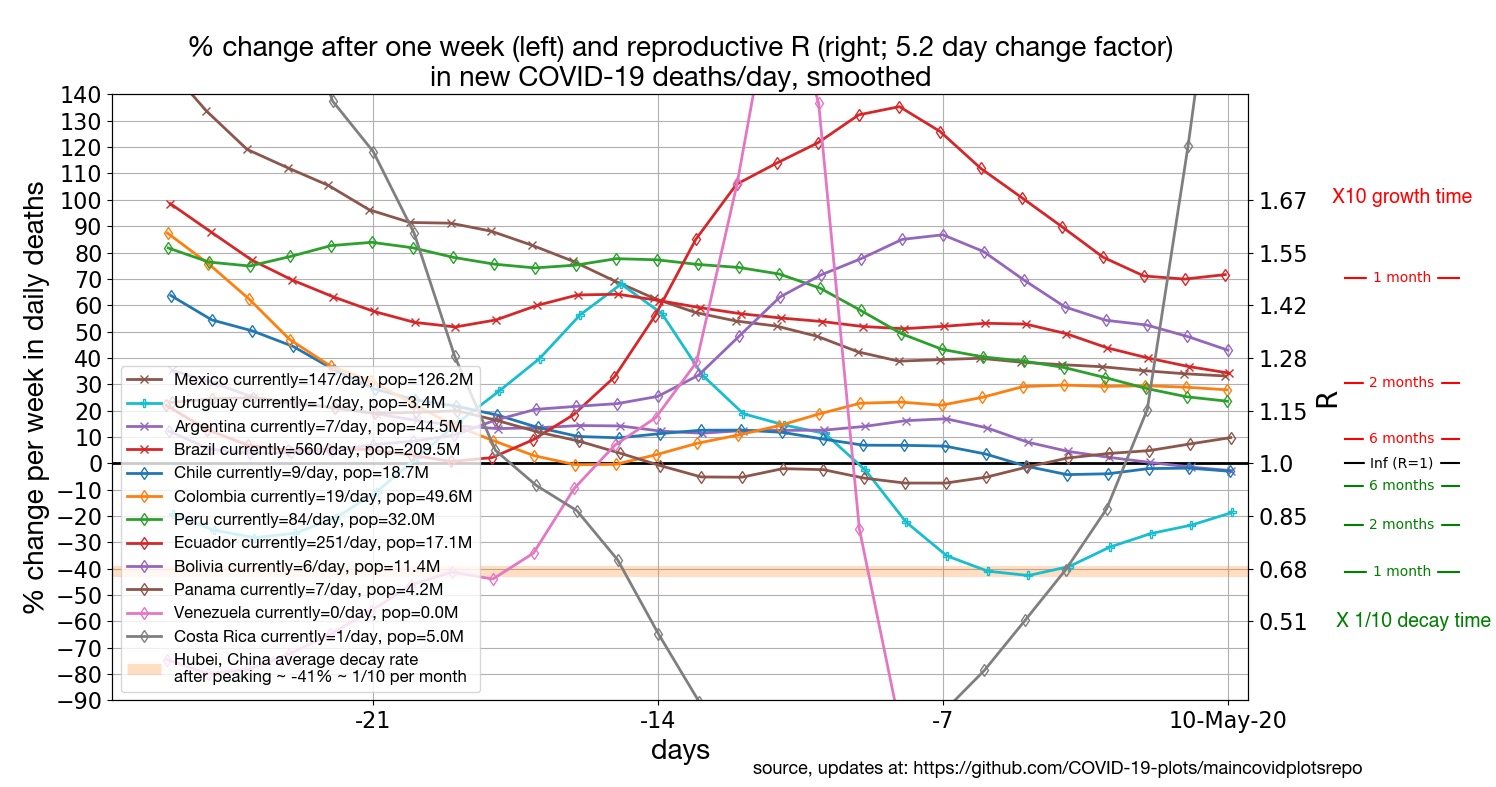 % change after one week (left) and reproductive R (right; 5.2 day change factor)
in new COVID-19 deaths/day, smoothed
% change per week in daily deaths
140
130
120
110
100
90
80
70
60
50
40
30
20
10
0
−10
−20
−30
−40
−50
−60
−70
−80
−90
Mexico currently=147/day, pop=126.2M
Uruguay currently=1/day, pop=3.4M
Argentina currently=7/day, pop=44.5M
Brazil currently=560/day, pop=209.5M
Chile currently=9/day, pop=18.7M
Colombia currently=19/day, pop=49.6M
Peru currently=84/day, pop=32.0M
Ecuador currently=251/day, pop=17.1M
Bolivia currently=6/day, pop=11.4M
Panama currently=7/day, pop=4.2M
Venezuela currently=0/day, pop=0.0M
Costa Rica currently=1/day, pop=5.0M
Hubei, China average decay rate
after peaking ~ -41% ~ 1/10 per month
-21
-14
-7
10-May-20
days
1.67
1.55
1.42
1.28
1.15
1.0
0.85
0.68
0.51
R
X10 growth time
1 month
2 months
6 months
Inf (R=1)
6 months
2 months
1 month
X 1/10 decay time
source, updates at: https://github.com/COVID-19-plots/maincovidplotsrepo